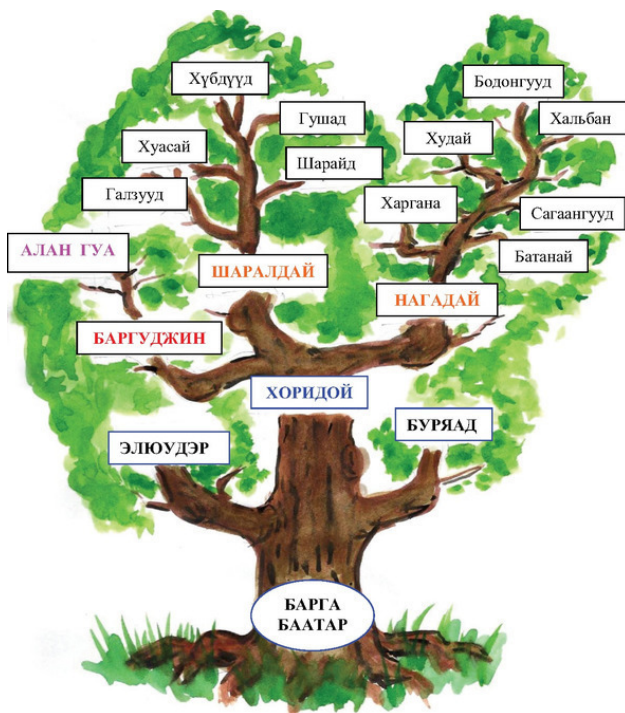 Хүбдүүд
Бодонгууд
Гушад
Хальбан
Хуасай
Худай
Шарайд
Галзууд
Харгана
Сагаангууд
АЛАН ГУА
Батанай
ШАРАЛДАЙ
НАГАДАЙ
БАРГУДЖИН
ХОРИДОЙ
ЭЛЮУДЭР
БУРЯАД
БАРГА
БААТАР